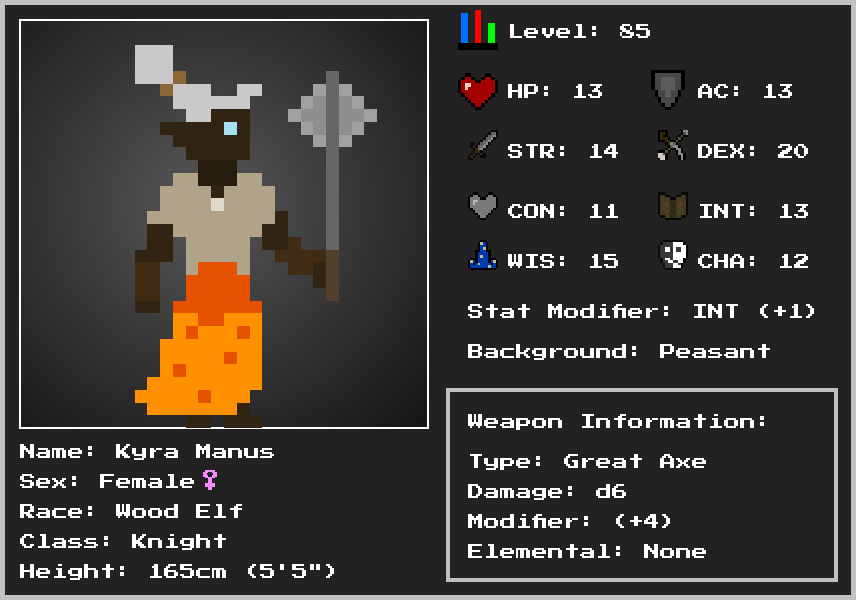 Level: 85
HP: 13
AC: 13
STR: 14
DEX: 20
CON: 11
INT: 13
WIS: 15
CHA: 12
Stat Modifier: INT (+1)
Background: Peasant
Weapon Information:
Type: Great Axe
Damage: d6
Modifier: (+4)
Elemental: None
Name: Kyra Manus
Sex: Female♀
Race: Wood Elf
Class: Knight
Height: 165cm (5'5")